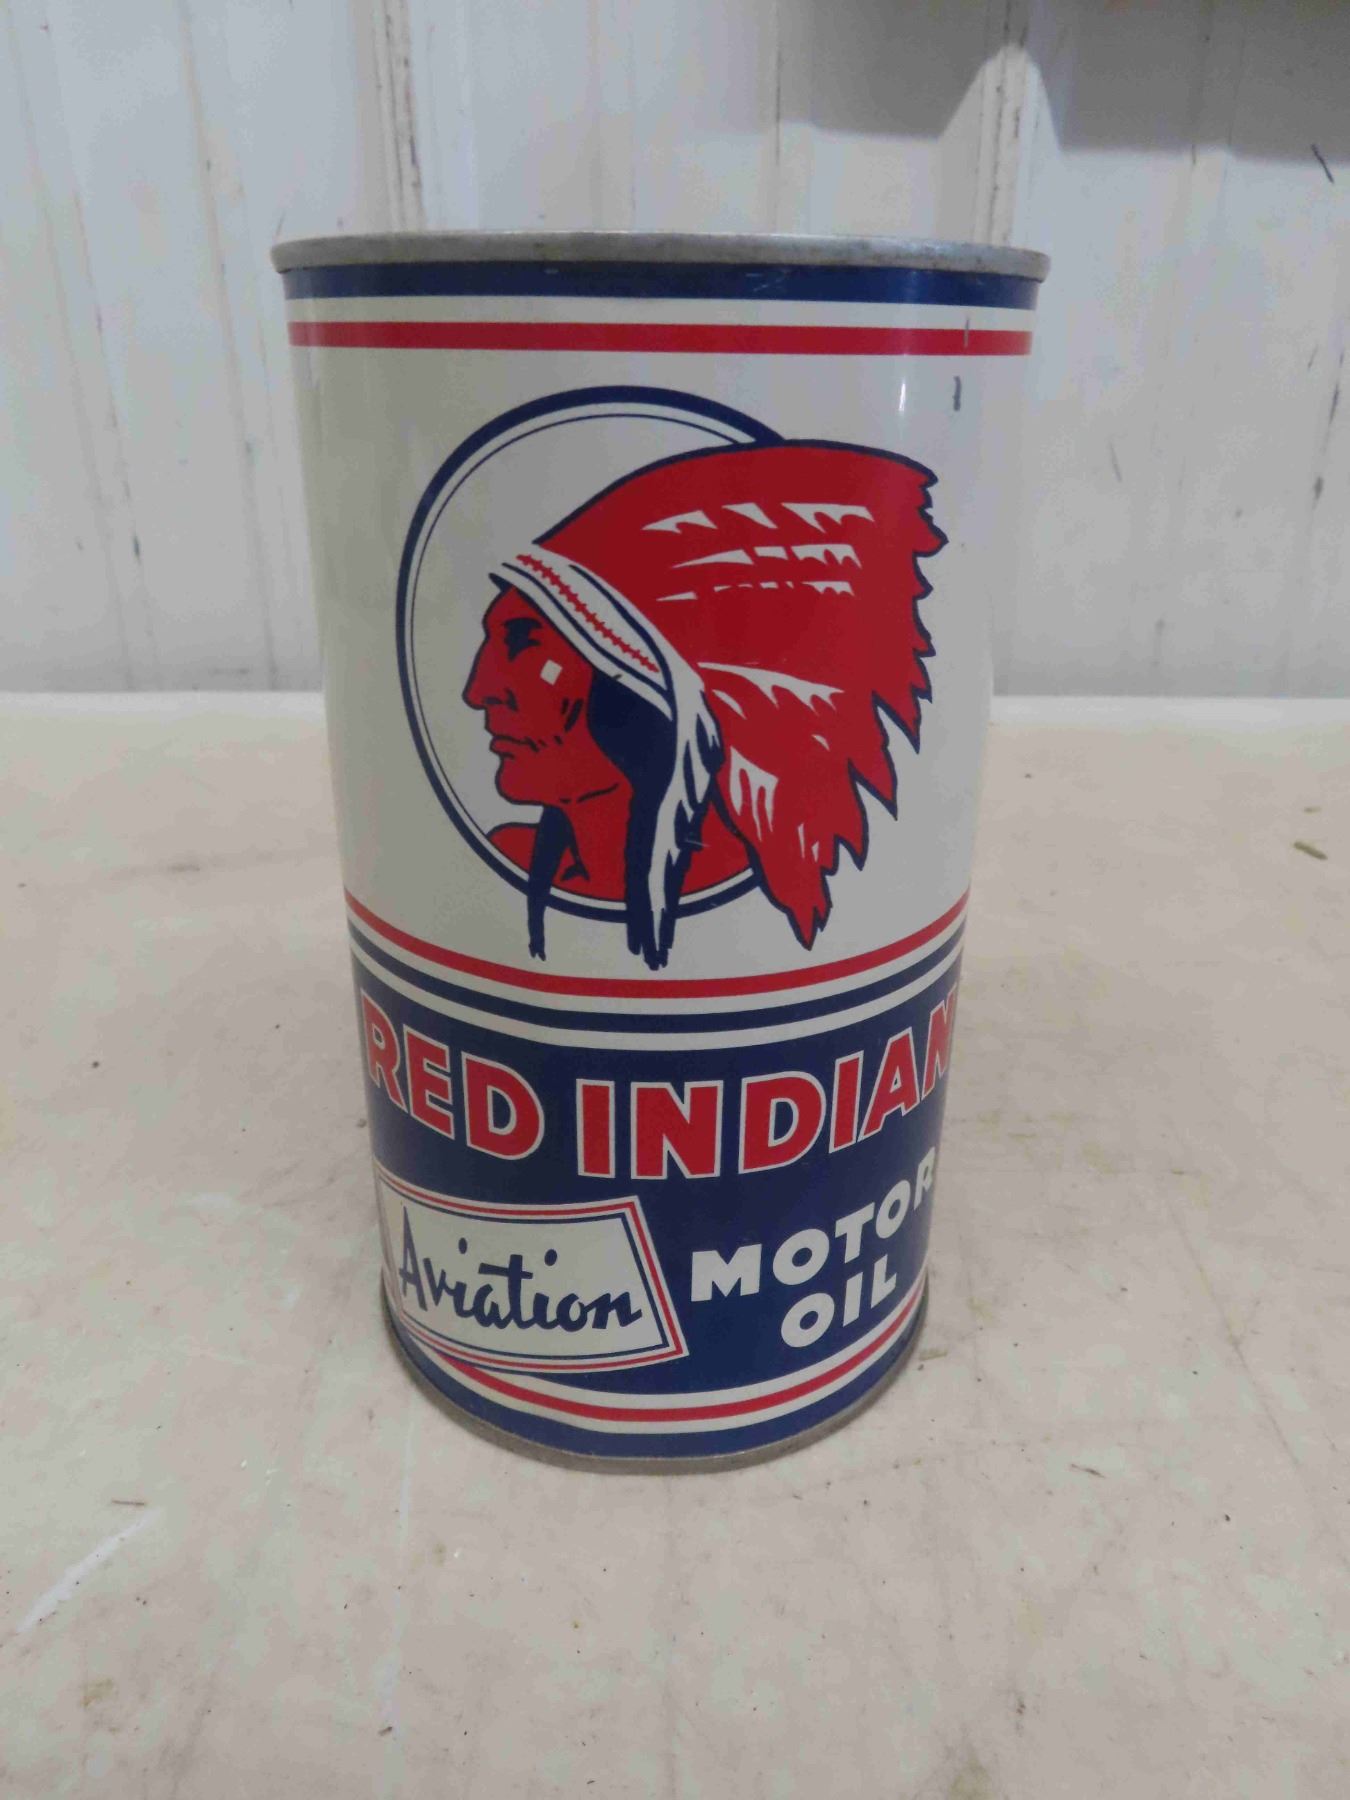 RED INDIAN
Aviation
MOTOR
OIL